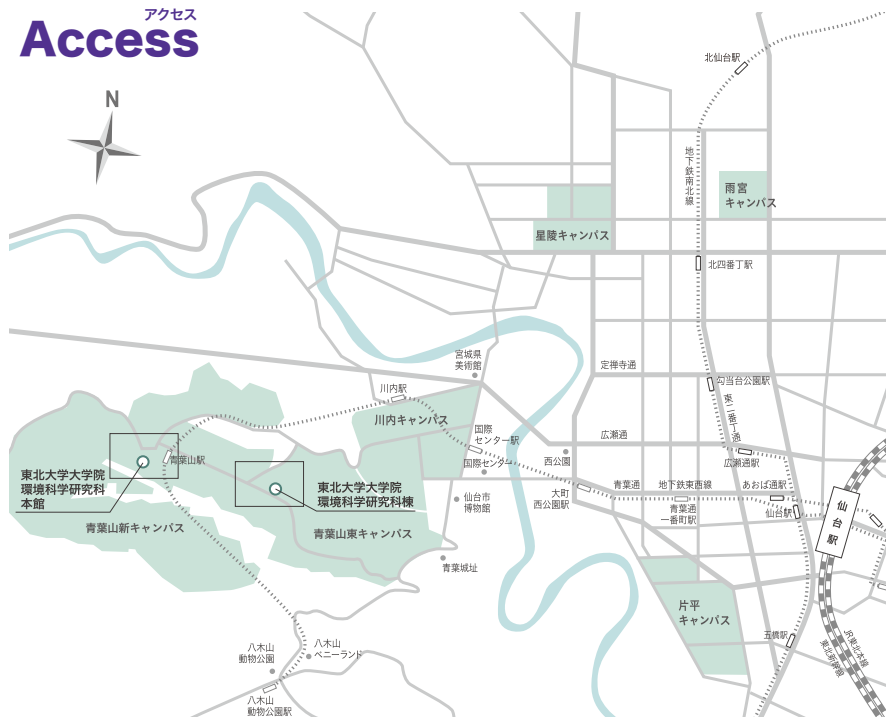 アクセス
Access
N
北仙台駅
地下鉄南北線
雨宮
キャンパス
星陵キャンパス
北四番丁駅
宮城県
美術館
定禅寺通
川内駅
勾当台公園駅
東二番丁通
川内キャンパス
国際
センター駅
広瀬通
広瀬通駅
西公園
国際センター
青葉山駅
東北大学大学院
環境科学研究科
本館
東北大学大学院
環境科学研究科棟
仙台市
博物館
大町
西公園駅
青葉通
地下鉄東西線
あおば通駅
青葉通
一番町駅
仙台駅
仙台駅
青葉山新キャンパス
青葉山東キャンパス
青葉城址
片平
キャンパス
五橋駅
JR東北本線
東北新幹線
八木山
動物公園
八木山
ベニーランド
八木山
動物公園駅